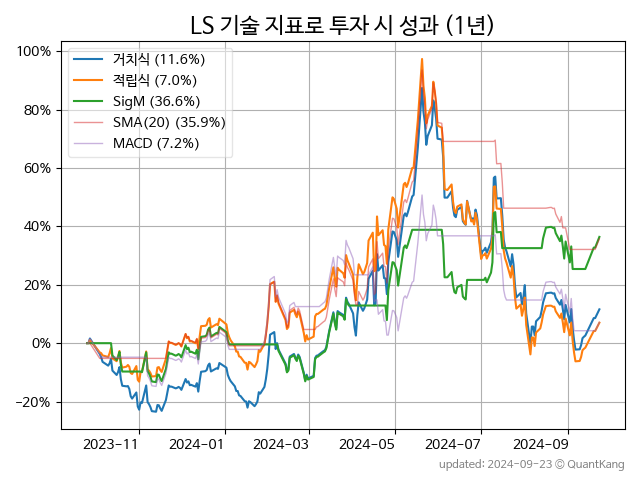 LS 기술 지표로 투자 시 성과 (1년)
거치식 (11.6%)
적립식 (7.0%)
SigM (36.6%)
SMA(20) (35.9%)
MACD (7.2%)
100%
80%
60%
40%
20%
0%
−20%
2023−11
2024−01
2024−03
2024−05
2024−07
2024−09
updated: 2024-09-23 © QuantKang